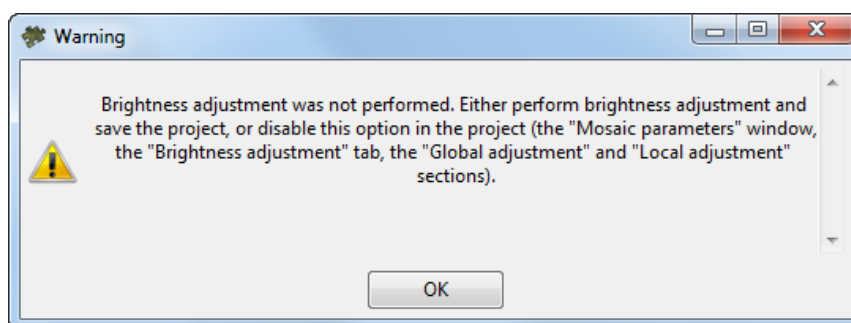 Warning
Brightness adjustment was not performed. Either perform brightness adjustment and
save the project, or disable this option in the project (the "Mosaic parameters" window,
the "Brightness adjustment" tab, the "Global adjustment" and "Local adjustment"
sections).
OK